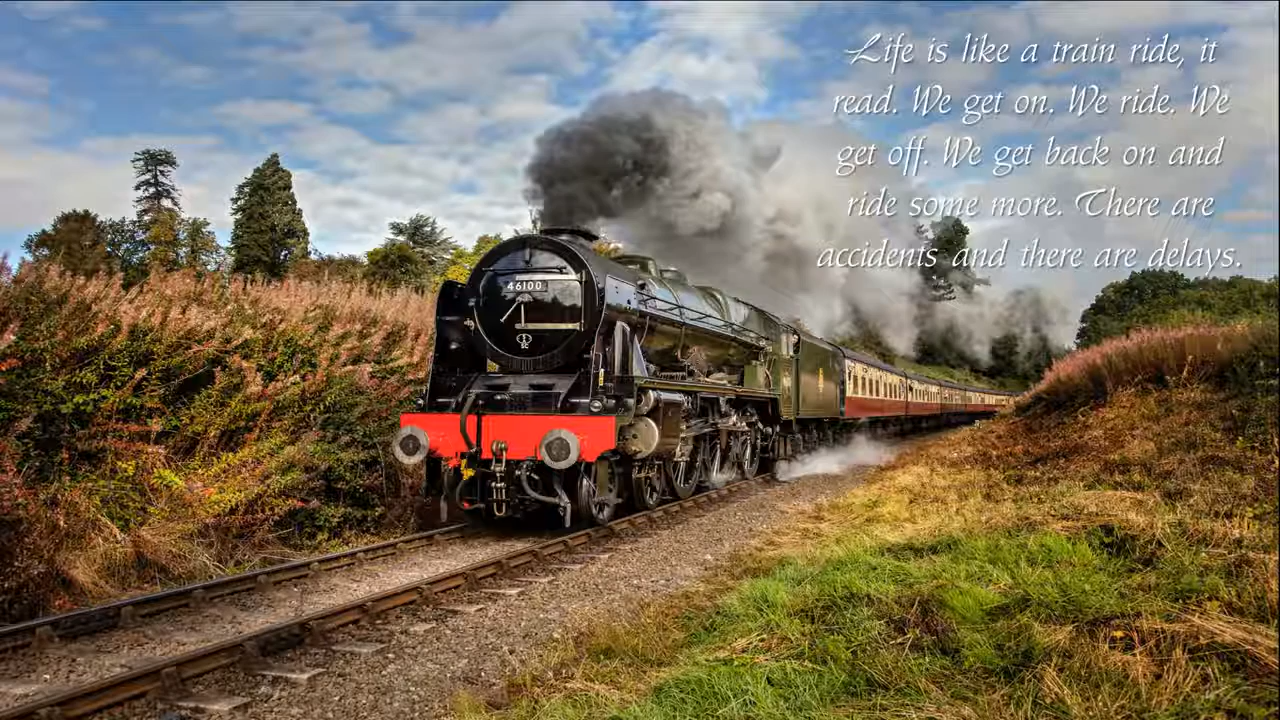 Life is like a train ride, it
read. We get on. We ride. We
get off. We get back on and
ride some more. There are
accidents and there are delays.
46100